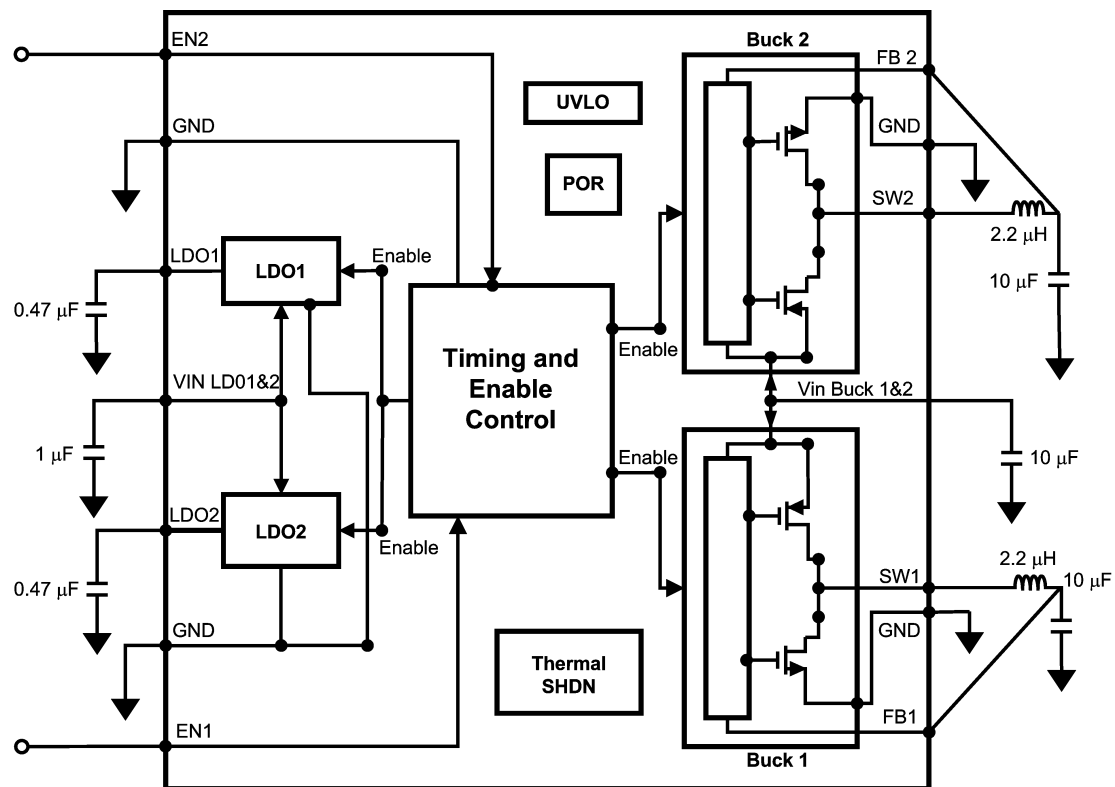 EN2
Buck 2
FB 2
UVLO
GND
GND
POR
SW2
2.2 μH
LDO1
LDO1
Enable
10 μF
0.47 μF
Timing and
Enable
Control
Enable
VIN LD01&2
Vin Buck 1&2
1 μF
Enable
10 μF
LDO2
LDO2
Enable
2.2 μH
10 μF
SW1
0.47 μF
GND
GND
Thermal
SHDN
FB1
EN1
Buck 1